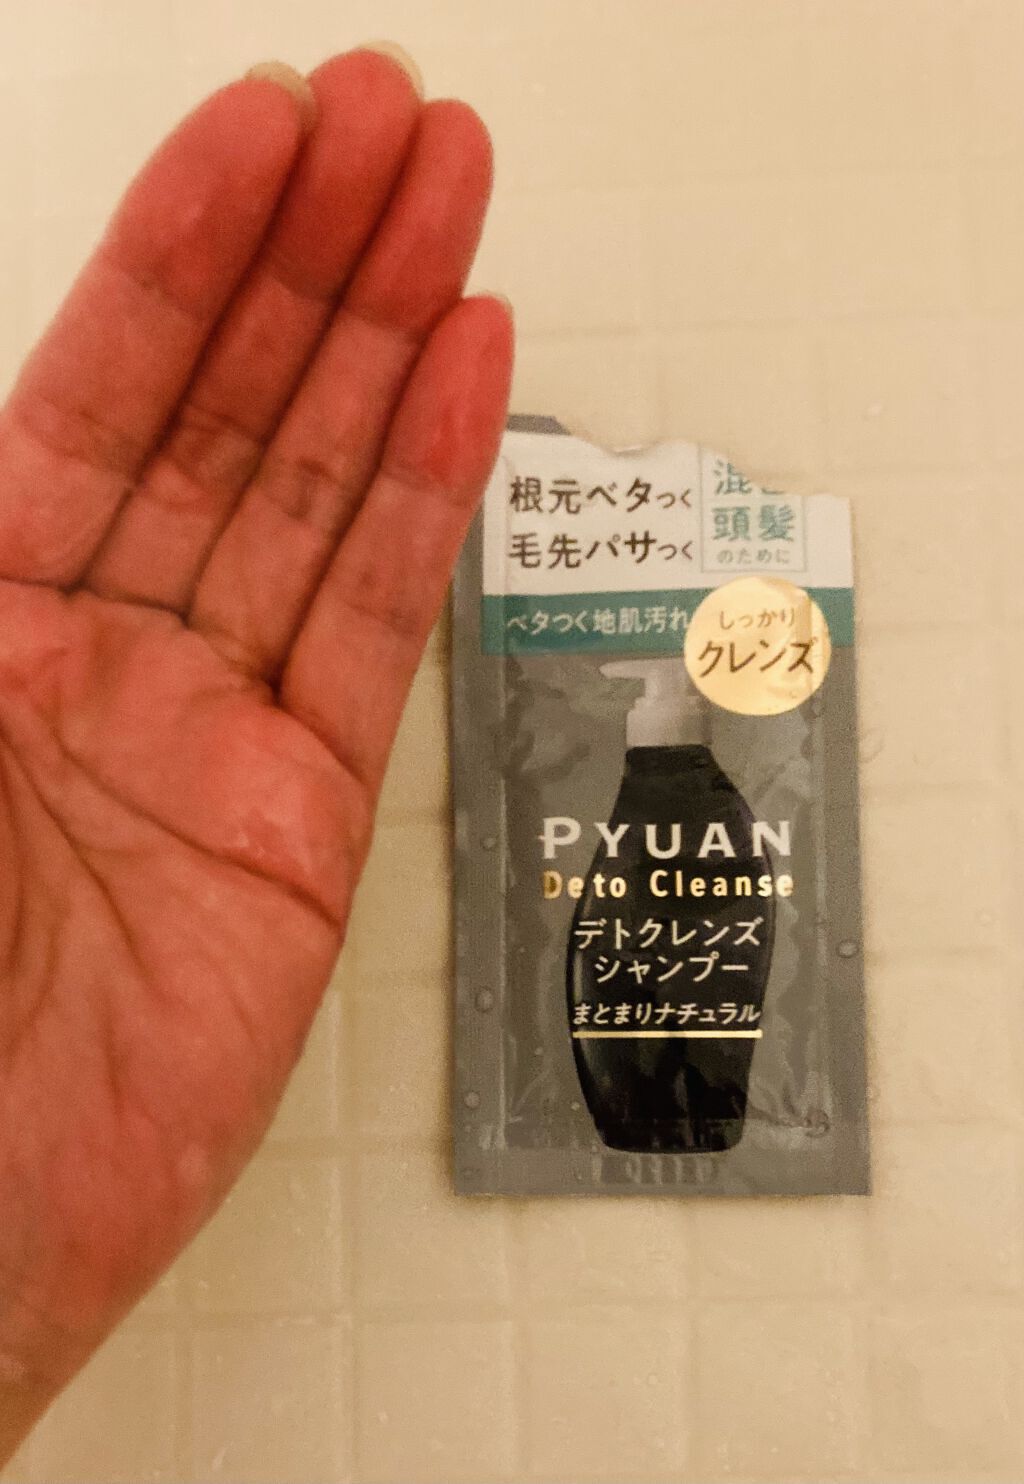 根元ベタつく
毛先パサつく
頭髪
のために
ベタつく地肌汚れ
しっかり
クレンズ
PYUAN
Deto Cleanse
デトクレンズ
シャンプー
まとまりナチュラル